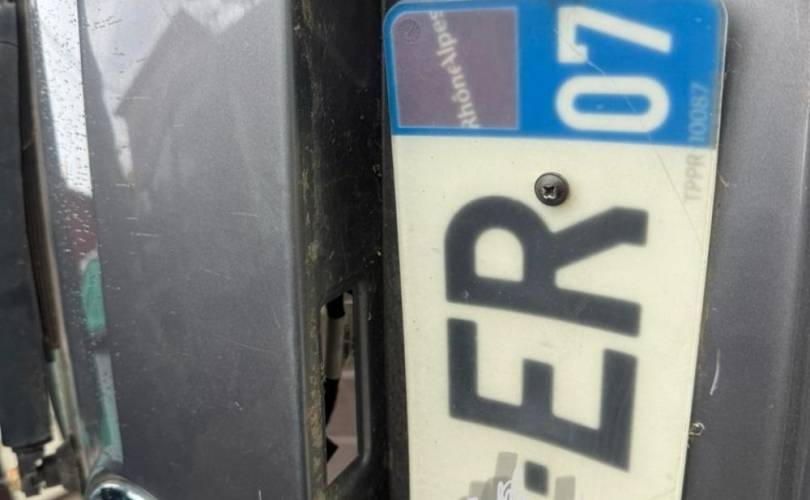 -ER
RhôneAlpes
07
TPPR 10087